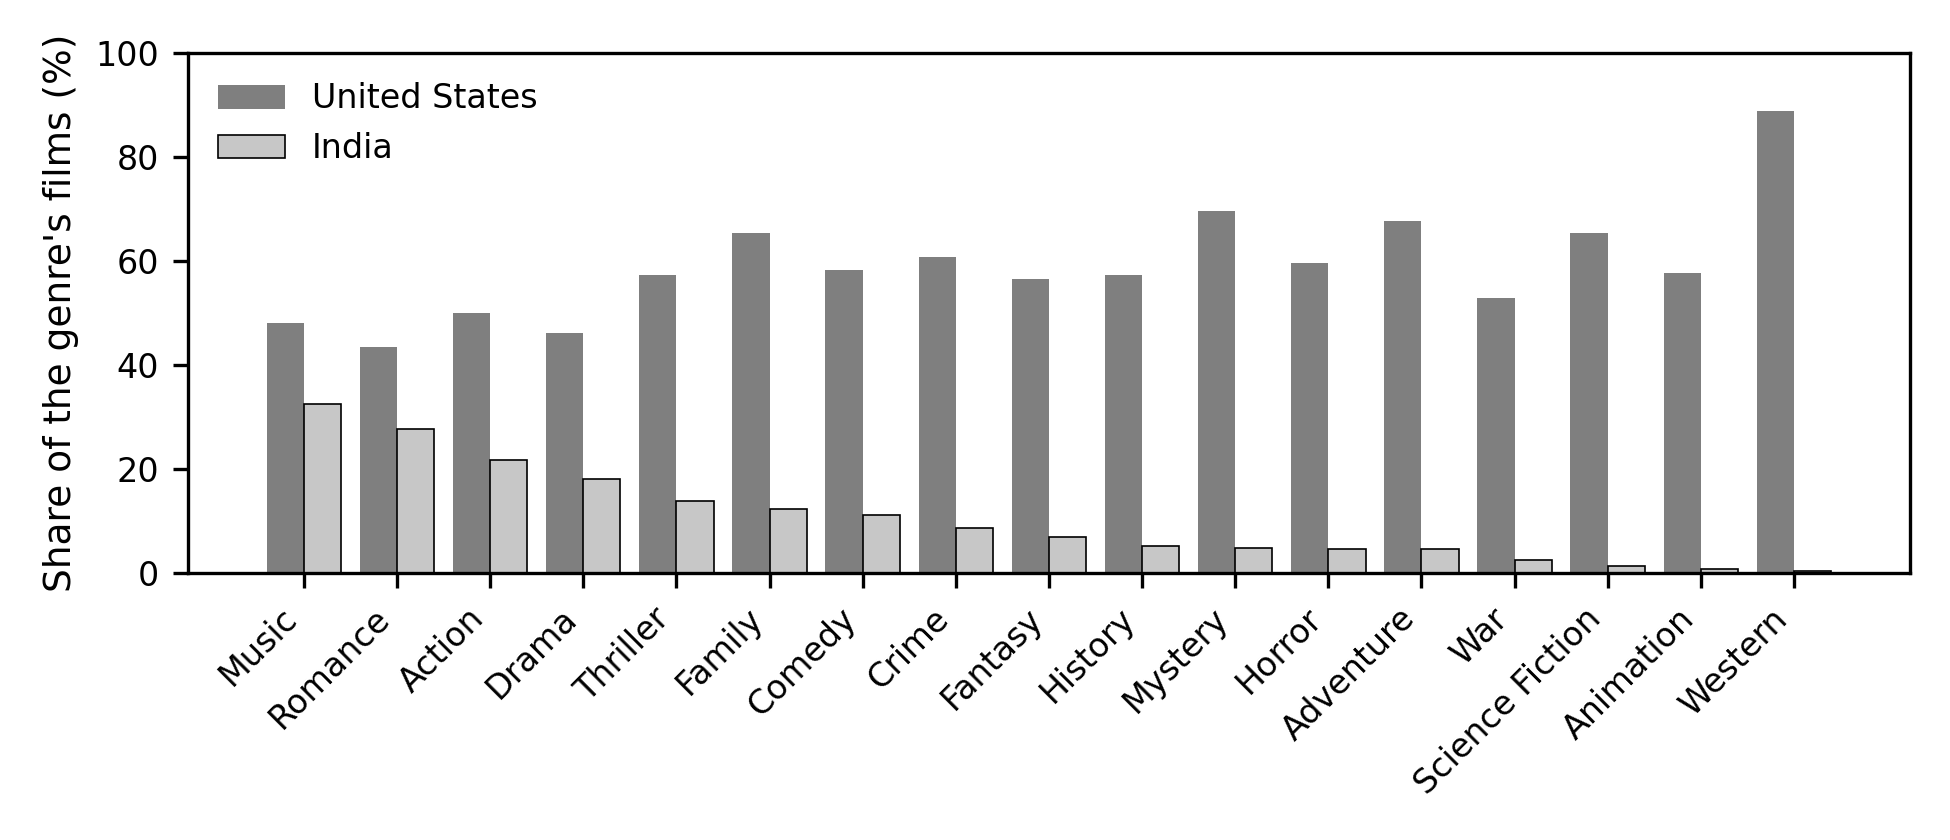 Share of the genre's films (%)
100
80
60
40
20
0
United States
India
Music
Romance
Action
Drama
Thriller
Family
Comedy
Crime
Fantasy
History
Mystery
Horror
Adventure
War
Science Fiction
Animation
Western